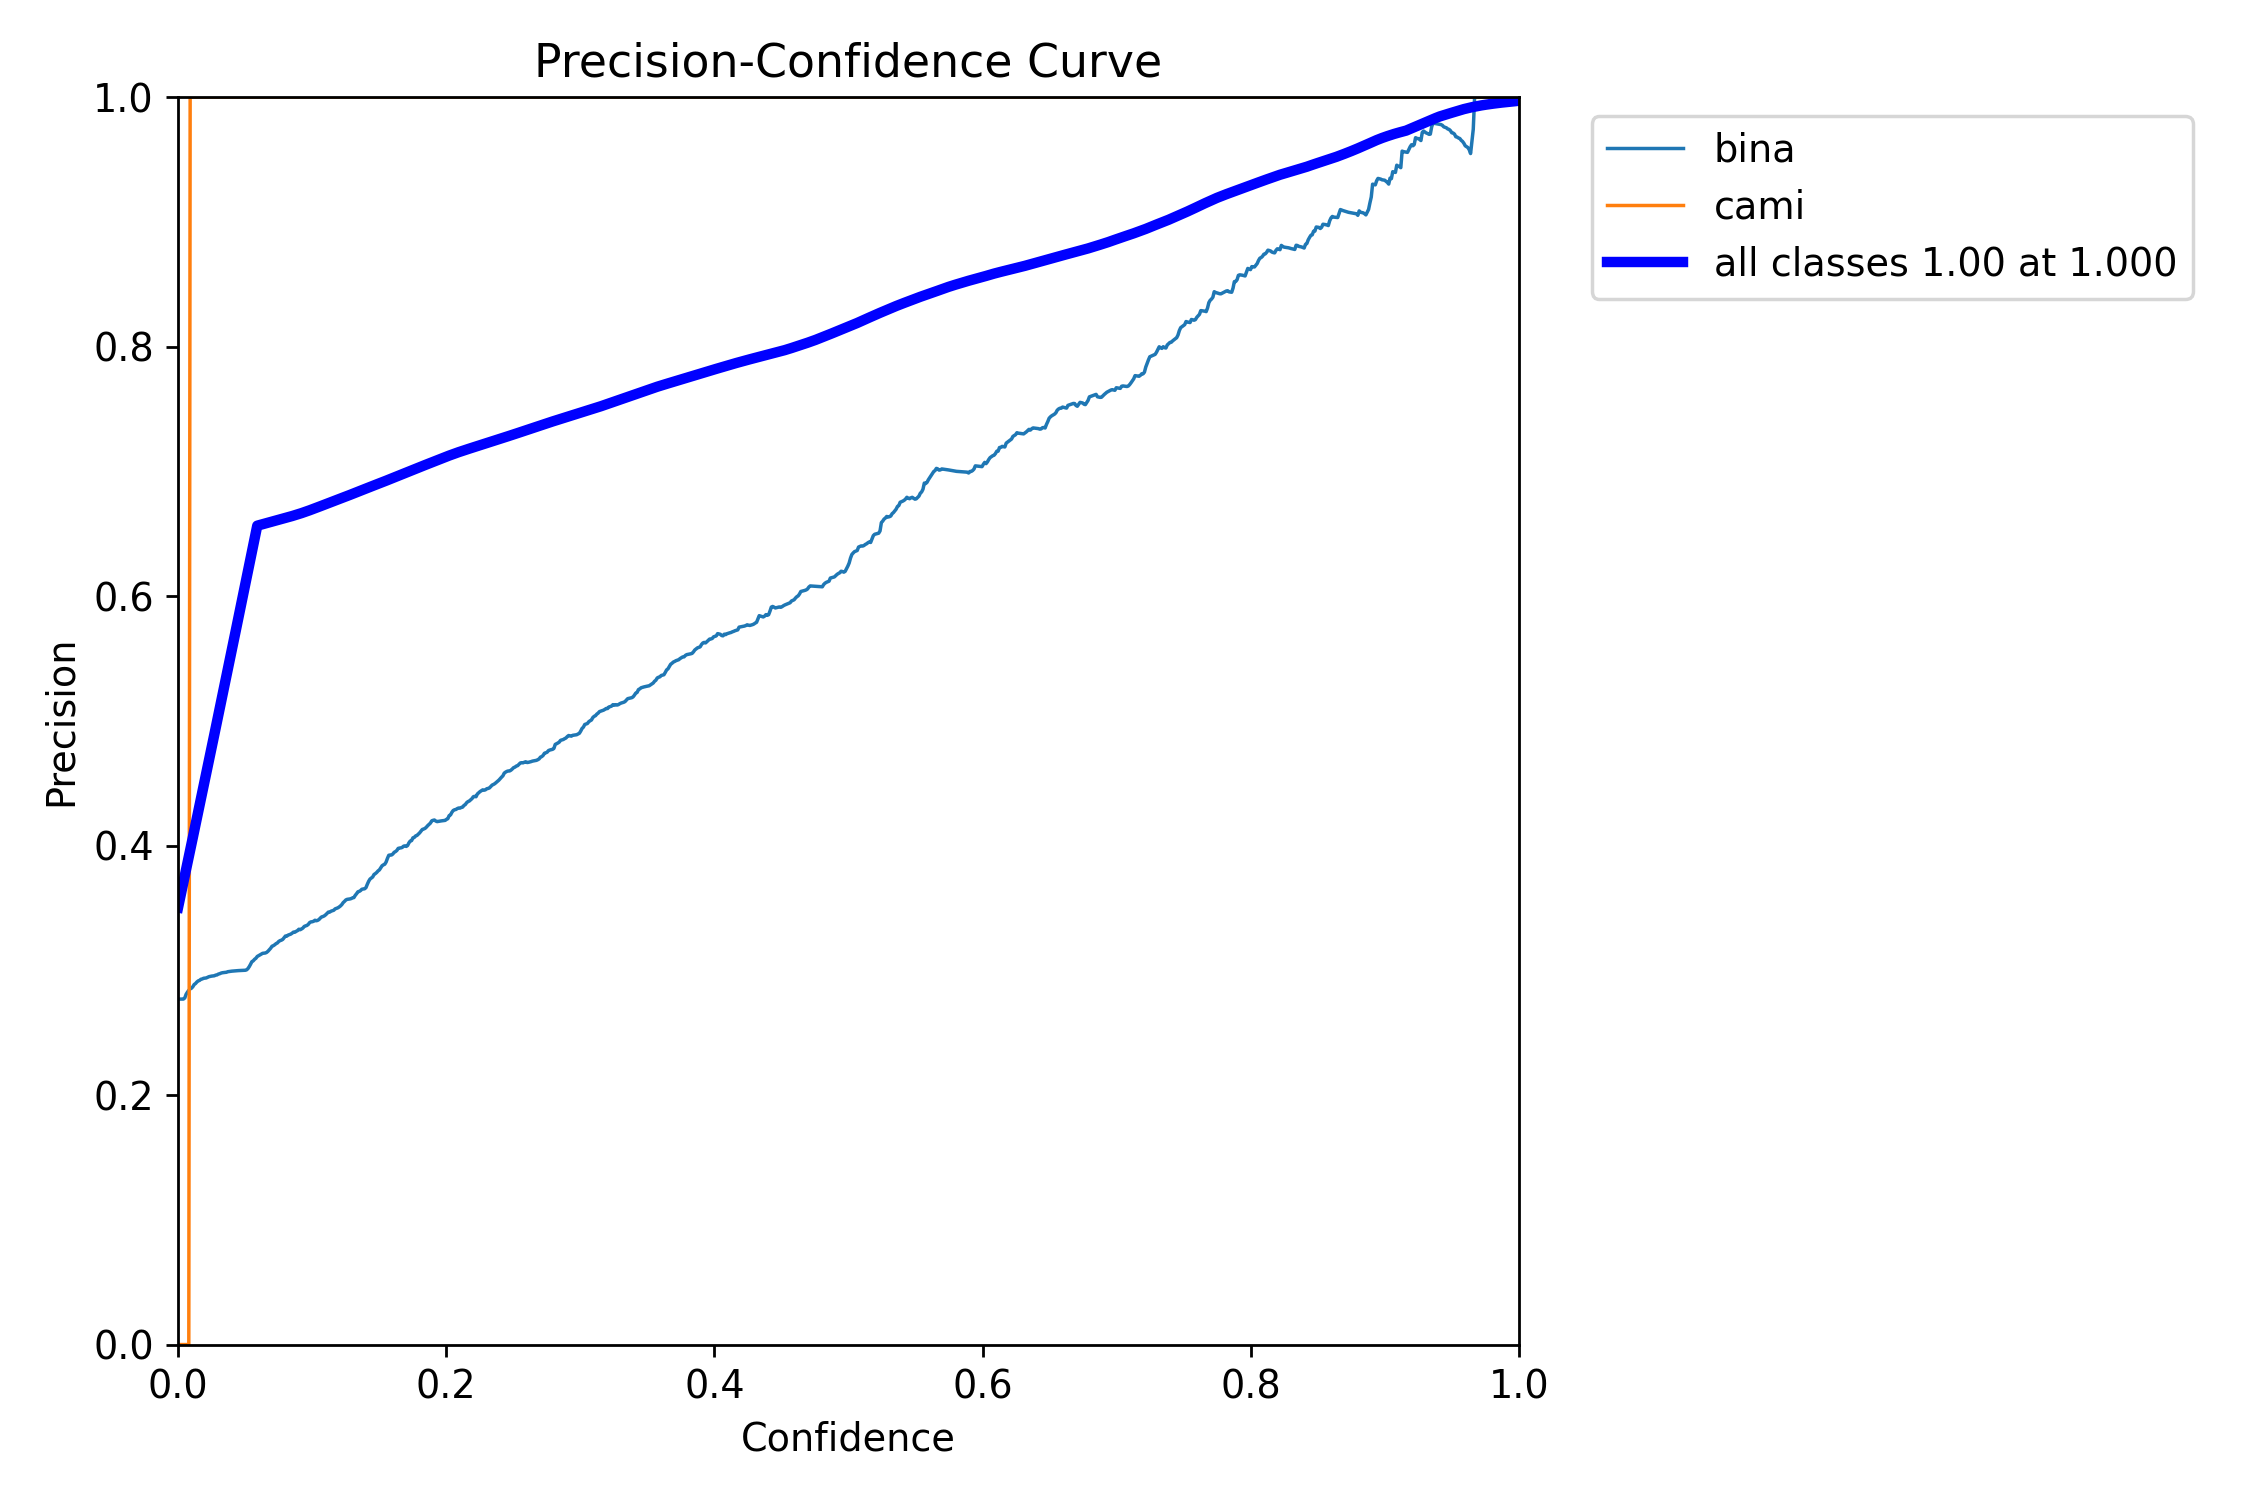 Precision-Confidence Curve
bina
cami
all classes 1.00 at 1.000
Precision
1.0
0.8
0.6
0.4
0.2
0.0
0.0 0.2 0.4 0.6 0.8 1.0
Confidence